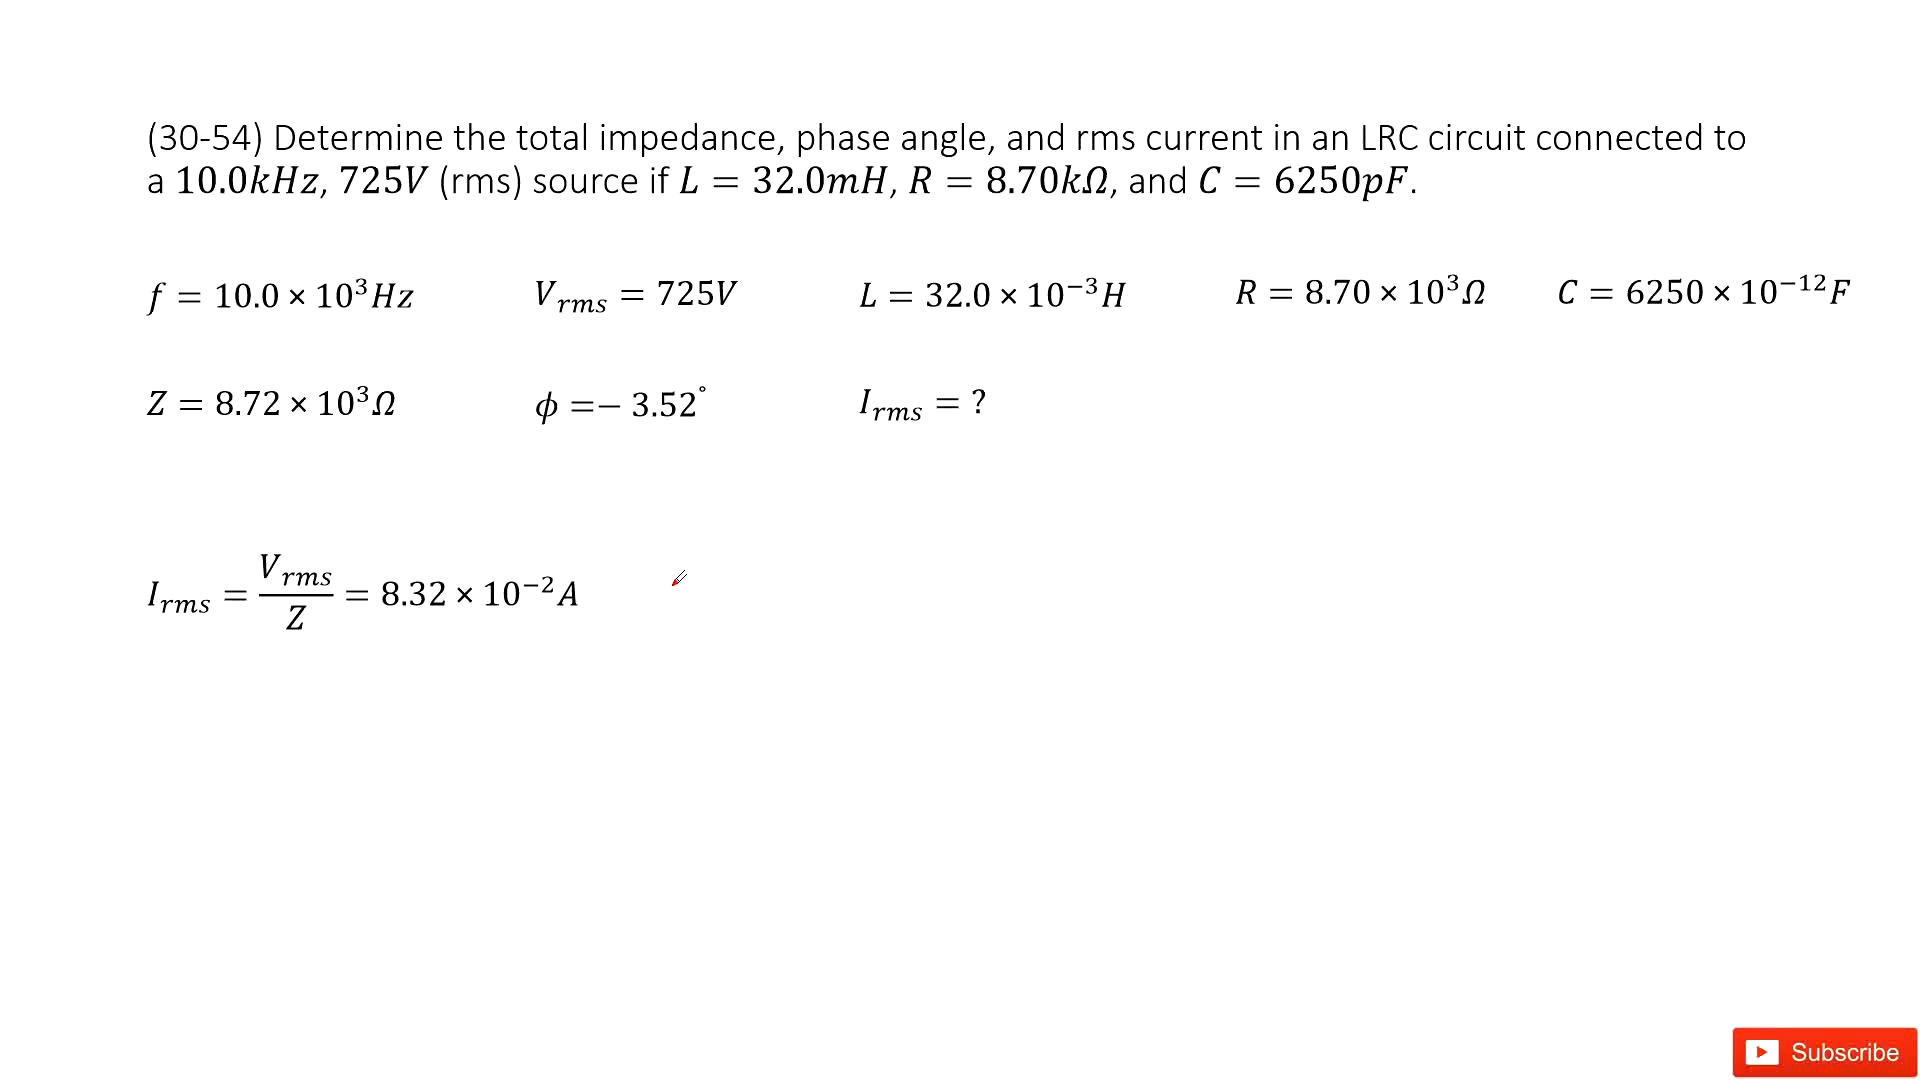 (30-54) Determine the total impedance, phase angle, and rms current in an LRC circuit connected to
a 10.0kHz, 725V (rms) source if L = 32.0mH, R = 8.70kΩ, and C = 6250pF.
f = 10.0 × 10³Hz V_rms = 725V L = 32.0 × 10⁻³H R = 8.70 × 10³Ω C = 6250 × 10⁻¹²F
Z = 8.72 × 10³Ω ϕ =− 3.52° I_rms = ?
I_rms = V_rms/Z = 8.32 × 10⁻²A
Subscribe